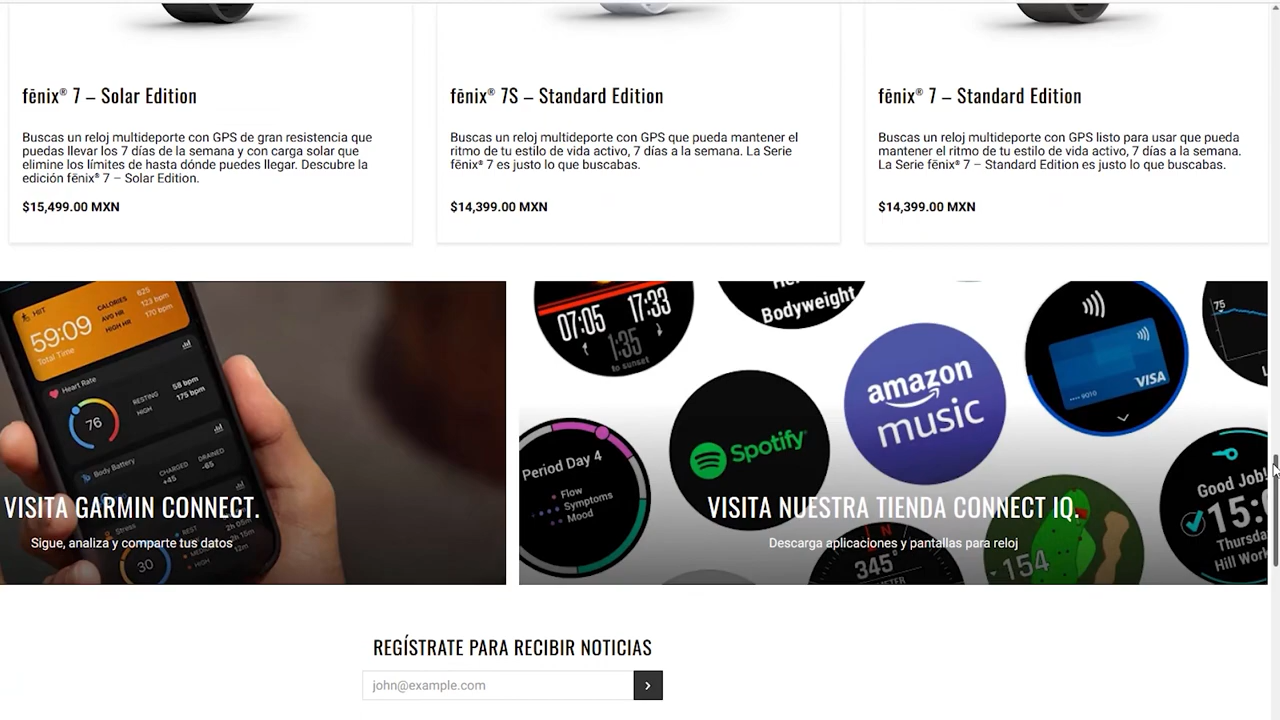 fēnix® 7 – Solar Edition
Buscas un reloj multideporte con GPS de gran resistencia que
puedas llevar los 7 días de la semana y con carga solar que
elimine los límites de hasta dónde puedes llegar. Descubre la
edición fēnix® 7 – Solar Edition.
$15,499.00 MXN
fēnix® 7S – Standard Edition
Buscas un reloj multideporte con GPS que pueda mantener el
ritmo de tu estilo de vida activo, 7 días a la semana. La Serie
fēnix® 7 es justo lo que buscabas.
$14,399.00 MXN
fēnix® 7 – Standard Edition
Buscas un reloj multideporte con GPS listo para usar que pueda
mantener el ritmo de tu estilo de vida activo, 7 días a la semana.
La Serie fēnix® 7 – Standard Edition es justo lo que buscabas.
$14,399.00 MXN
HIIT
59:09
Total Time
CALORIES 625
AVG HR 123 bpm
HIGH HR 170 bpm
Heart Rate
76
RESTING 58 bpm
HIGH 175 bpm
Body Battery
CHARGED +45
DRAINED -65
VISITA GARMIN CONNECT.
Stress
30
REST 2h 05m
Sigue, analiza y comparte tus datos
07:05 17:33
1:35
to sunset
Bodyweight
amazon
music
VISA
9010
75
Spotify
Period Day 4
Flow
Symptoms
Mood
Good Job!
15:
Thursda
Hill Work
N
345°
154
VISITA NUESTRA TIENDA CONNECT IQ.
Descarga aplicaciones y pantallas para reloj
REGÍSTRATE PARA RECIBIR NOTICIAS
john@example.com